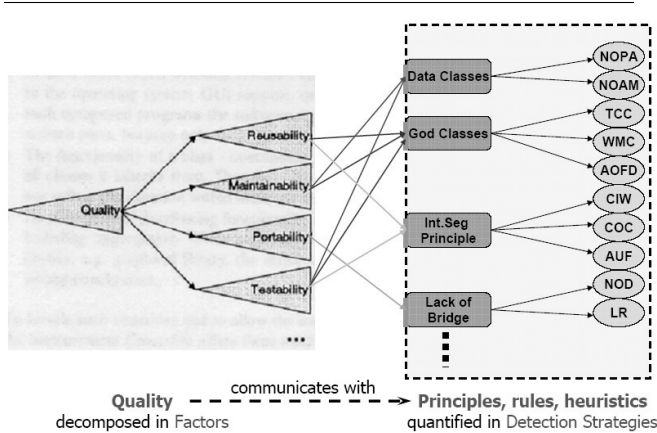 Quality
Reusability
Maintainability
Portability
Testability
...
Data Classes
God Classes
Int.Seg
Principle
Lack of
Bridge
NOPA
NOAM
TCC
WMC
AOFD
CIW
COC
AUF
NOD
LR
Quality
decomposed in Factors
communicates with
Principles, rules, heuristics
quantified in Detection Strategies